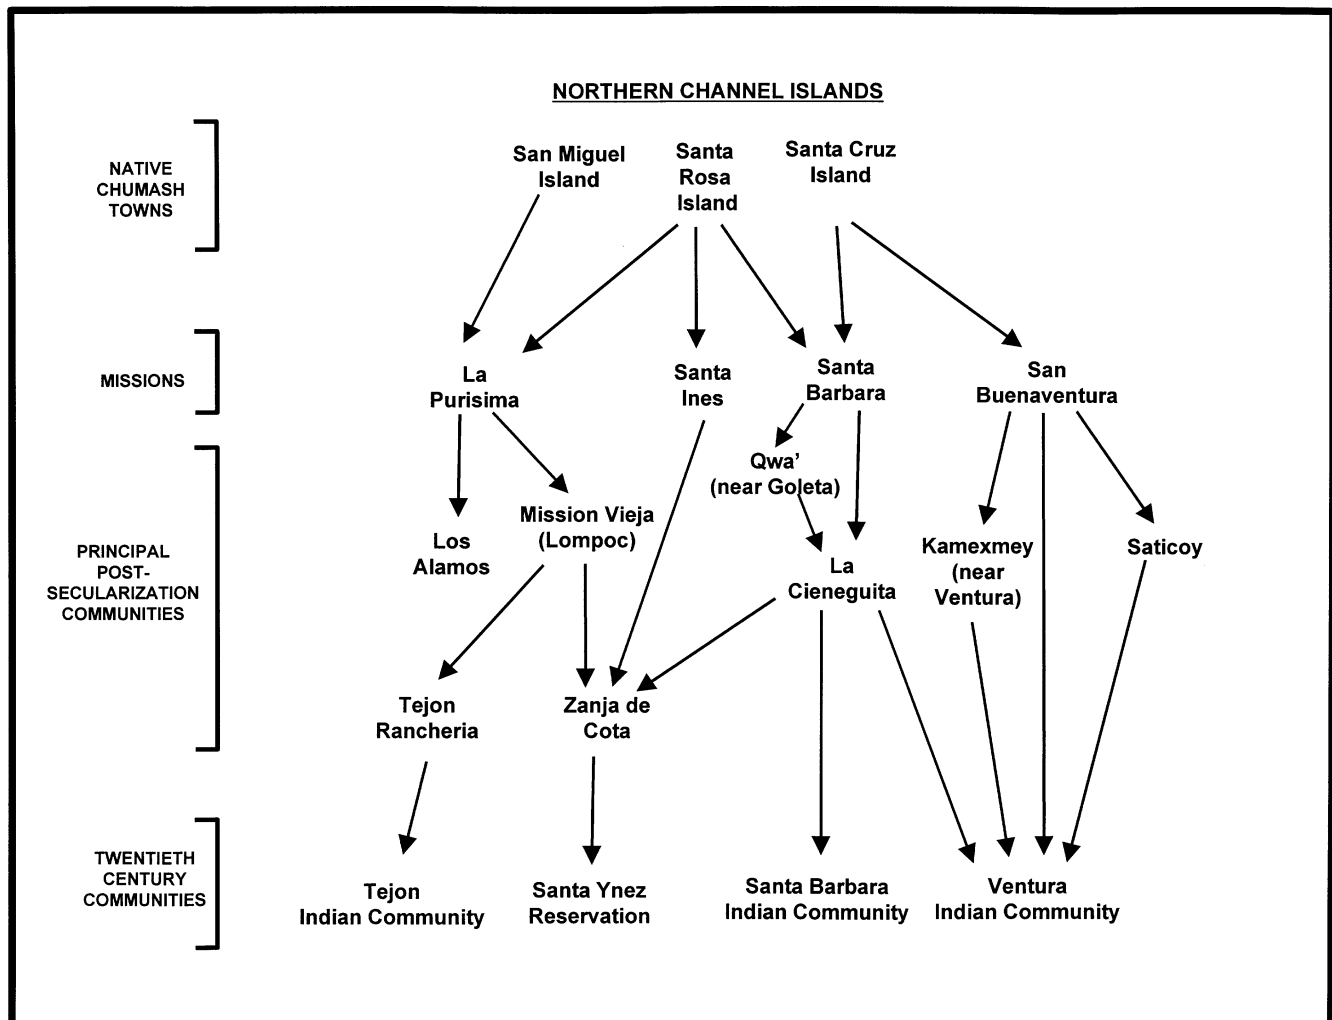 NORTHERN CHANNEL ISLANDS
NATIVE
CHUMASH
TOWNS
San Miguel
Island
Santa
Rosa
Island
Santa Cruz
Island
MISSIONS
La
Purisima
Santa
Ines
Santa
Barbara
San
Buenaventura
PRINCIPAL
POST-
SECULARIZATION
COMMUNITIES
Qwa'
(near Goleta)
Los
Alamos
Mission Vieja
(Lompoc)
La
Cieneguita
Kamexmey
(near
Ventura)
Saticoy
Tejon
Rancheria
Zanja de
Cota
TWENTIETH
CENTURY
COMMUNITIES
Tejon
Indian Community
Santa Ynez
Reservation
Santa Barbara
Indian Community
Ventura
Indian Community